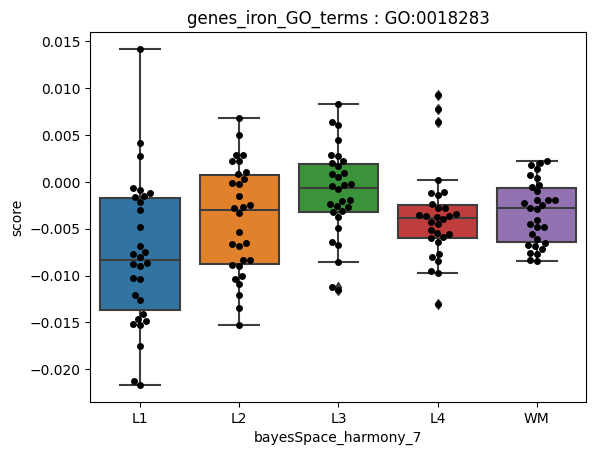 genes_iron_GO_terms : GO:0018283
0.015
0.010
0.005
0.000
−0.005
−0.010
−0.015
−0.020
score
L1 L2 L3 L4 WM
bayesSpace_harmony_7